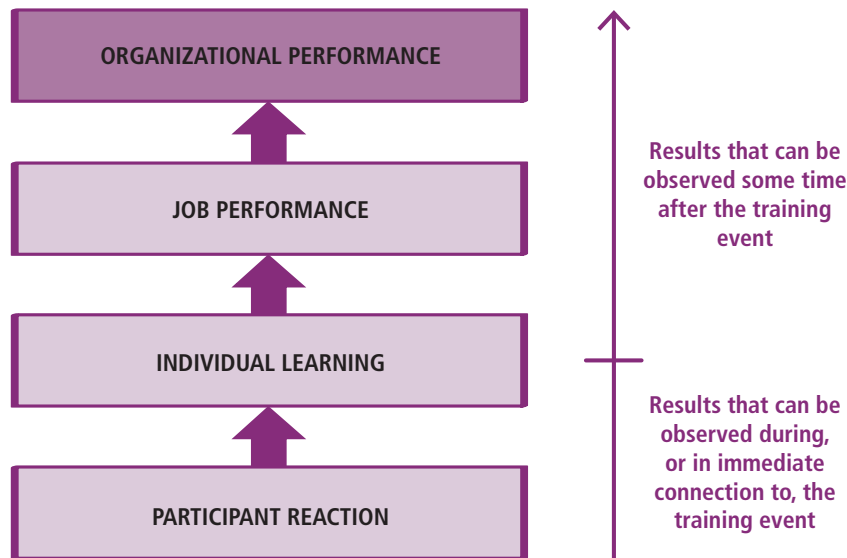 ORGANIZATIONAL PERFORMANCE
JOB PERFORMANCE
INDIVIDUAL LEARNING
PARTICIPANT REACTION
Results that can be
observed some time
after the training
event
Results that can be
observed during,
or in immediate
connection to, the
training event